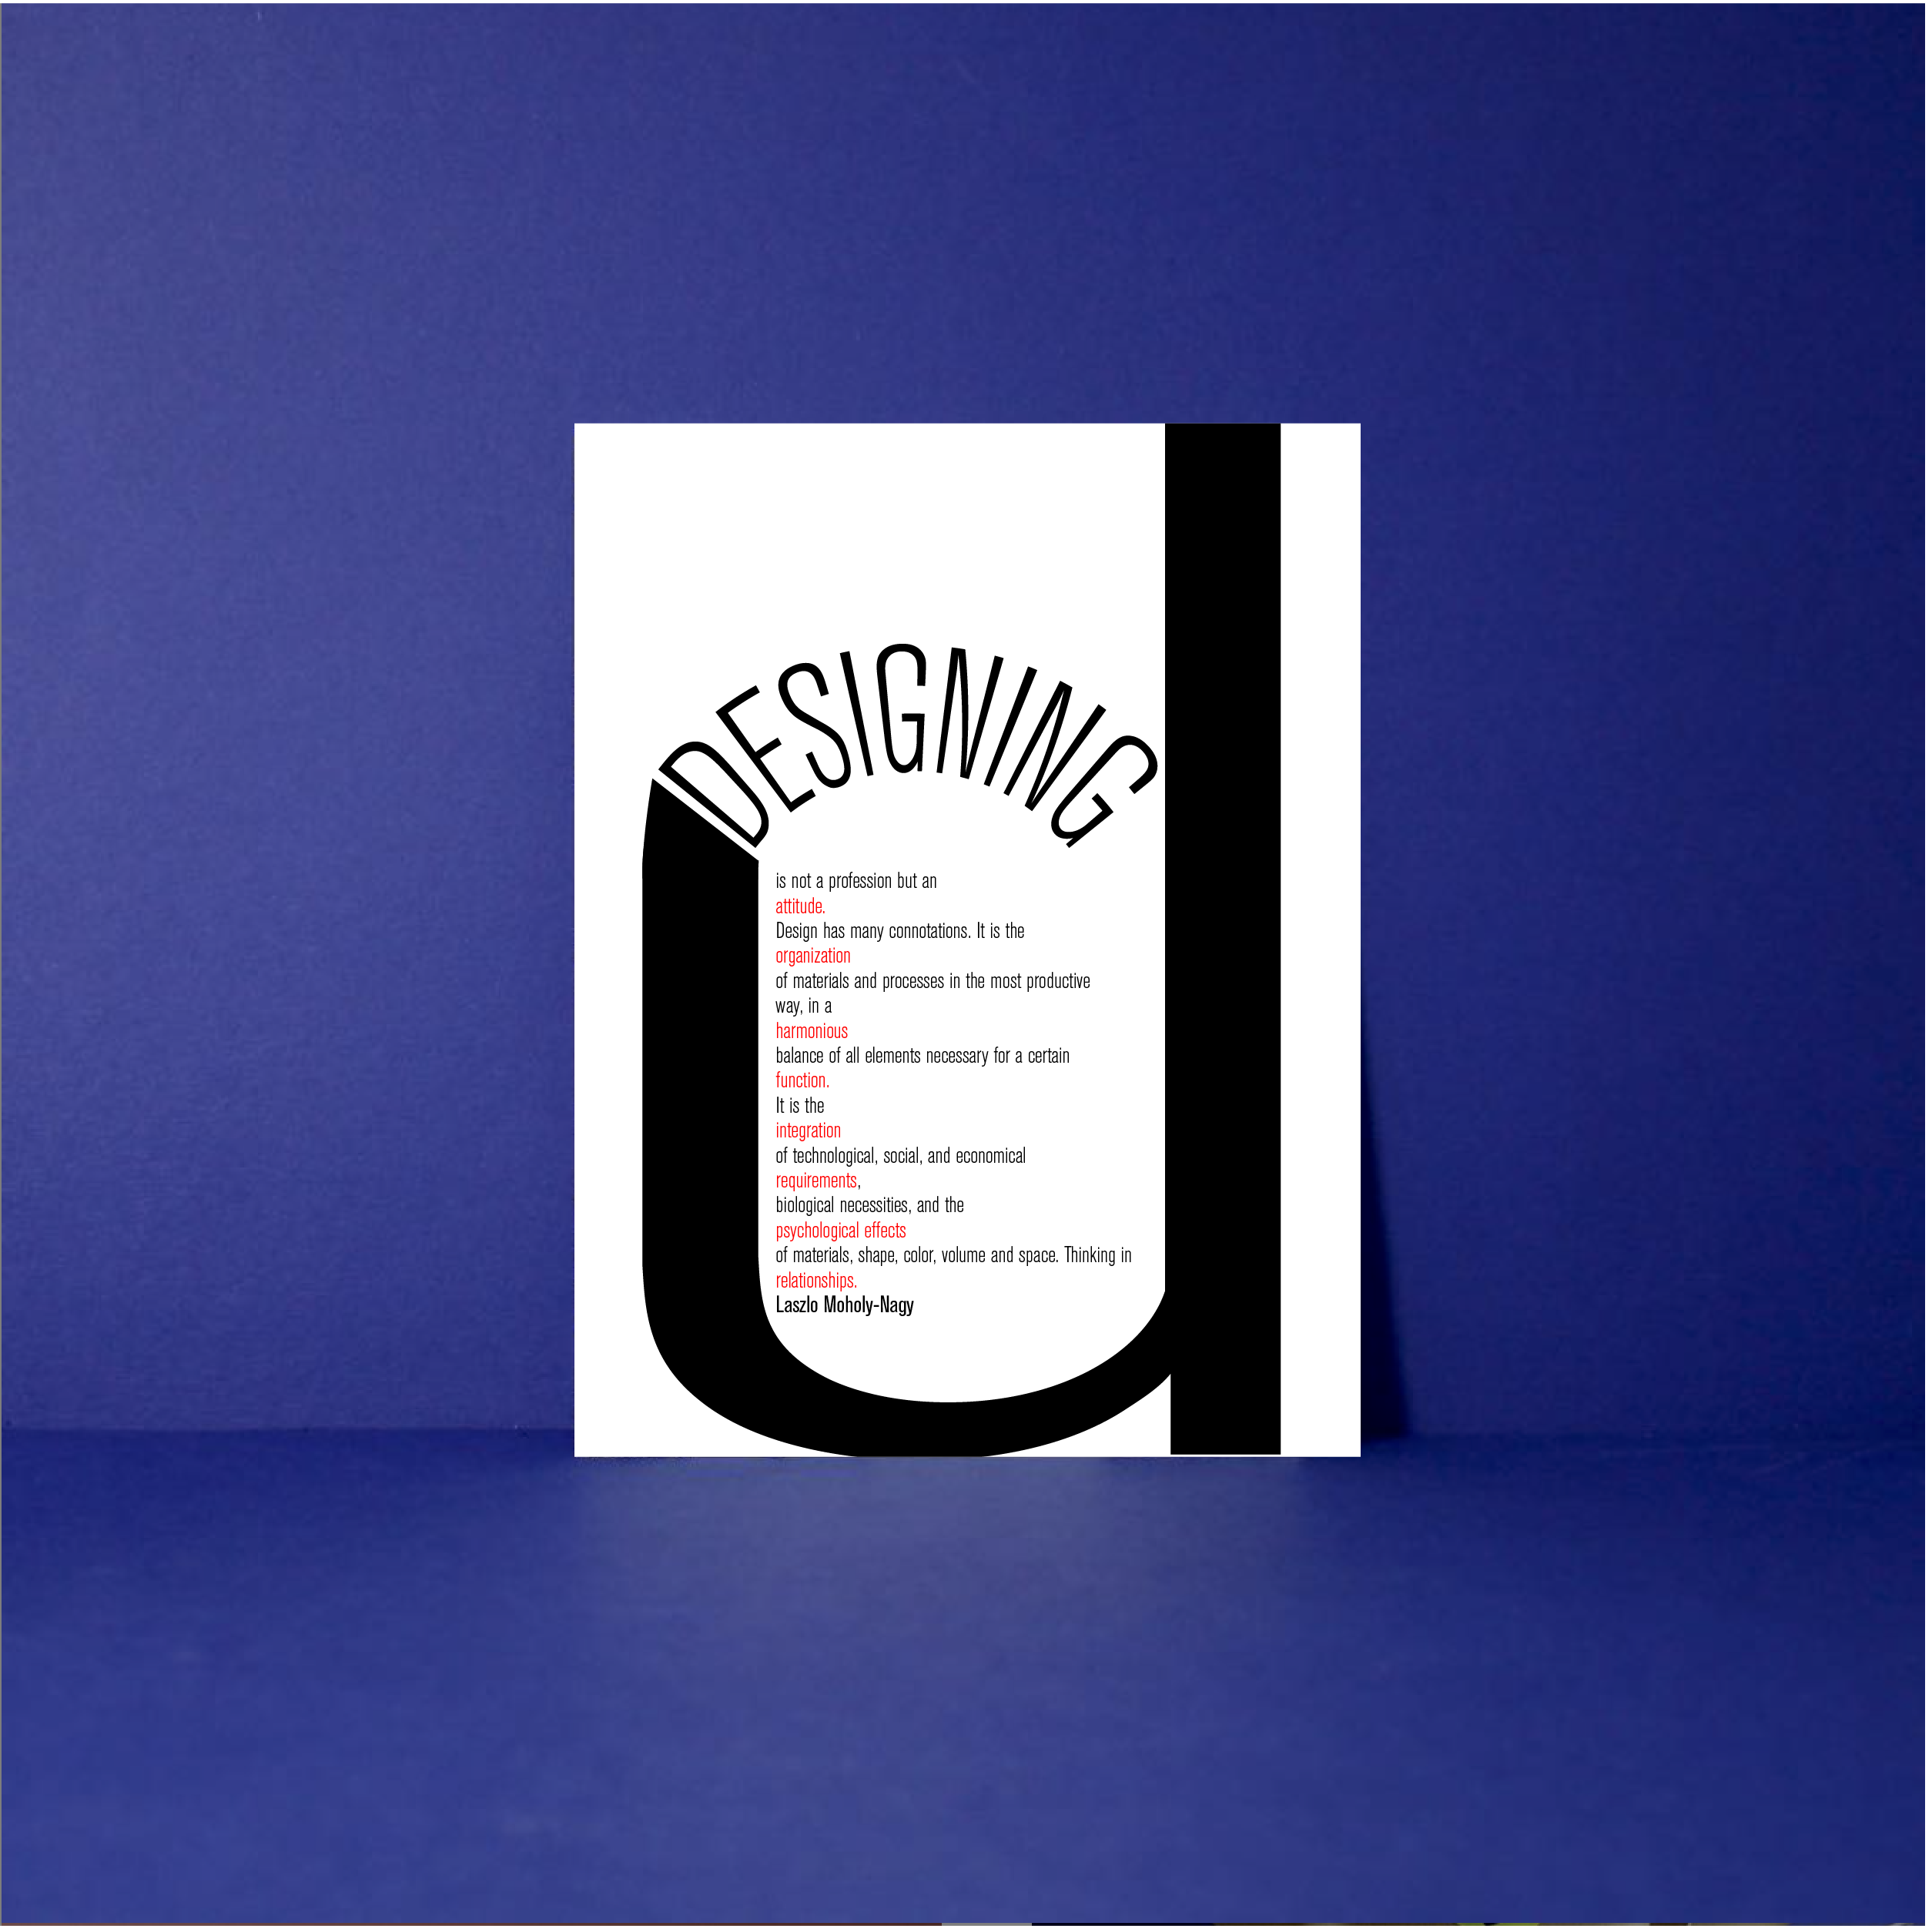 d
DESIGNING
is not a profession but an
attitude.
Design has many connotations. It is the
organization
of materials and processes in the most productive
way, in a
harmonious
balance of all elements necessary for a certain
function.
It is the
integration
of technological, social, and economical
requirements,
biological necessities, and the
psychological effects
of materials, shape, color, volume and space. Thinking in
relationships.
Laszlo Moholy-Nagy